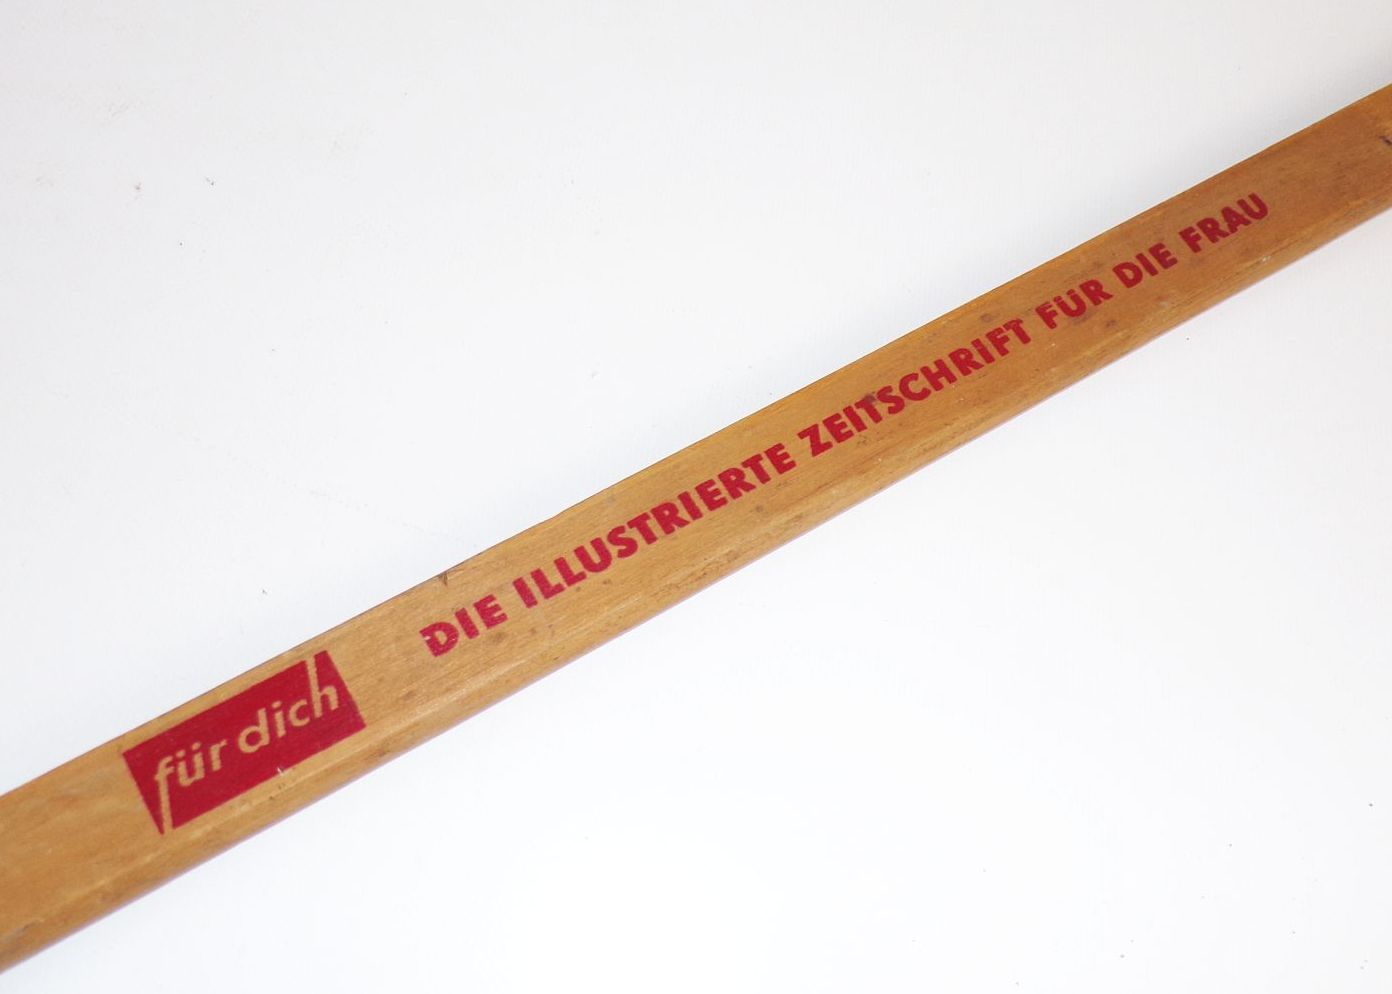 für dich
DIE ILLUSTRIERTE ZEITSCHRIFT FÜR DIE FRAU